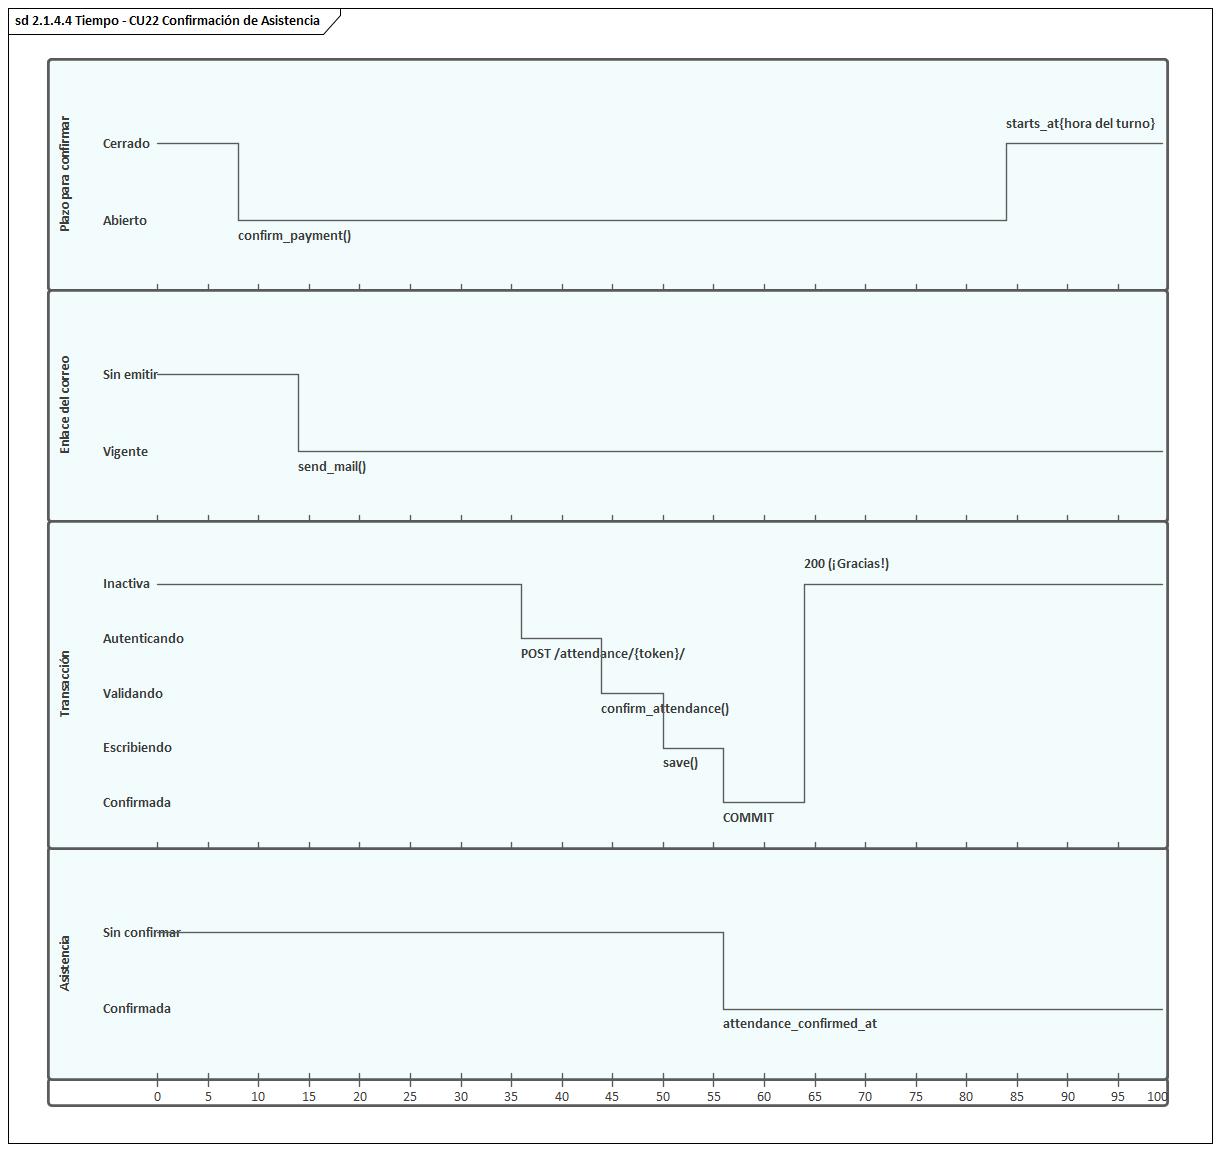 sd 2.1.4.4 Tiempo - CU22 Confirmación de Asistencia
Plazo para confirmar
starts_at{hora del turno}
Cerrado
Abierto
confirm_payment()
Enlace del correo
Sin emitir
Vigente
send_mail()
Transacción
200 (¡Gracias!)
Inactiva
Autenticando
POST /attendance/{token}/
Validando
confirm_attendance()
Escribiendo
save()
Confirmada
COMMIT
Asistencia
Sin confirmar
Confirmada
attendance_confirmed_at
0 5 10 15 20 25 30 35 40 45 50 55 60 65 70 75 80 85 90 95 100